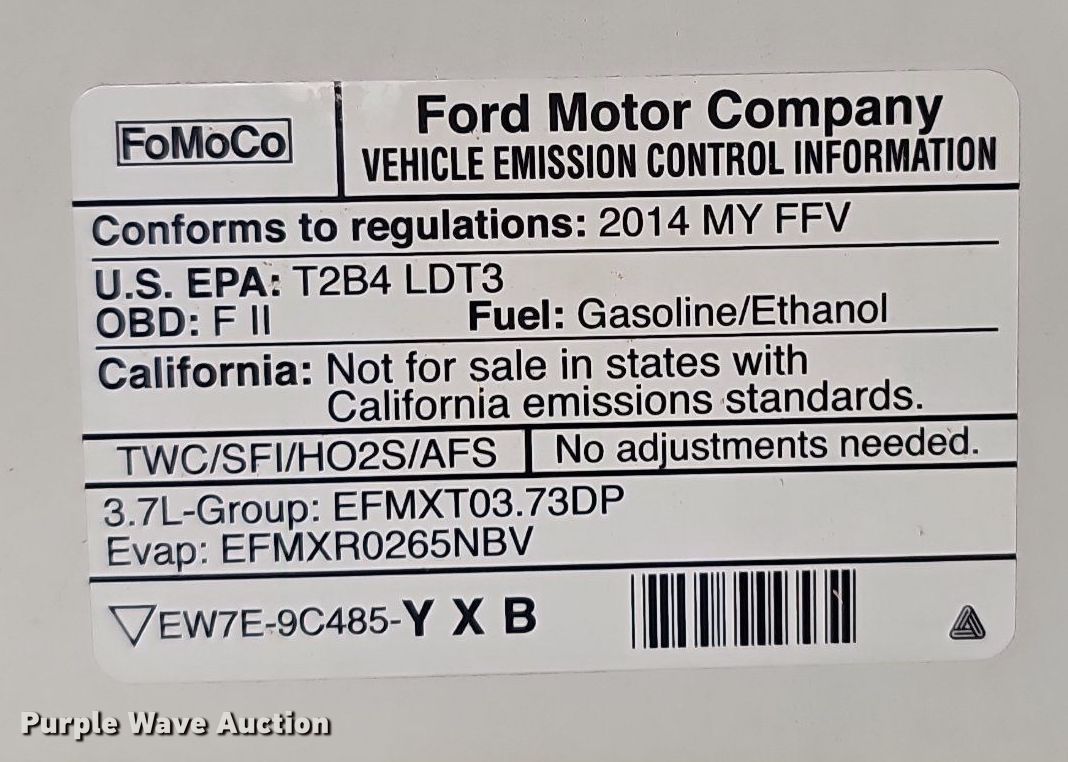 FoMoCo
Ford Motor Company
VEHICLE EMISSION CONTROL INFORMATION
Conforms to regulations: 2014 MY FFV
U.S. EPA: T2B4 LDT3
OBD: F II Fuel: Gasoline/Ethanol
California: Not for sale in states with
California emissions standards.
TWC/SFI/HO2S/AFS No adjustments needed.
3.7L-Group: EFMXT03.73DP
Evap: EFMXR0265NBV
▽EW7E-9C485-Y X B
Purple Wave Auction